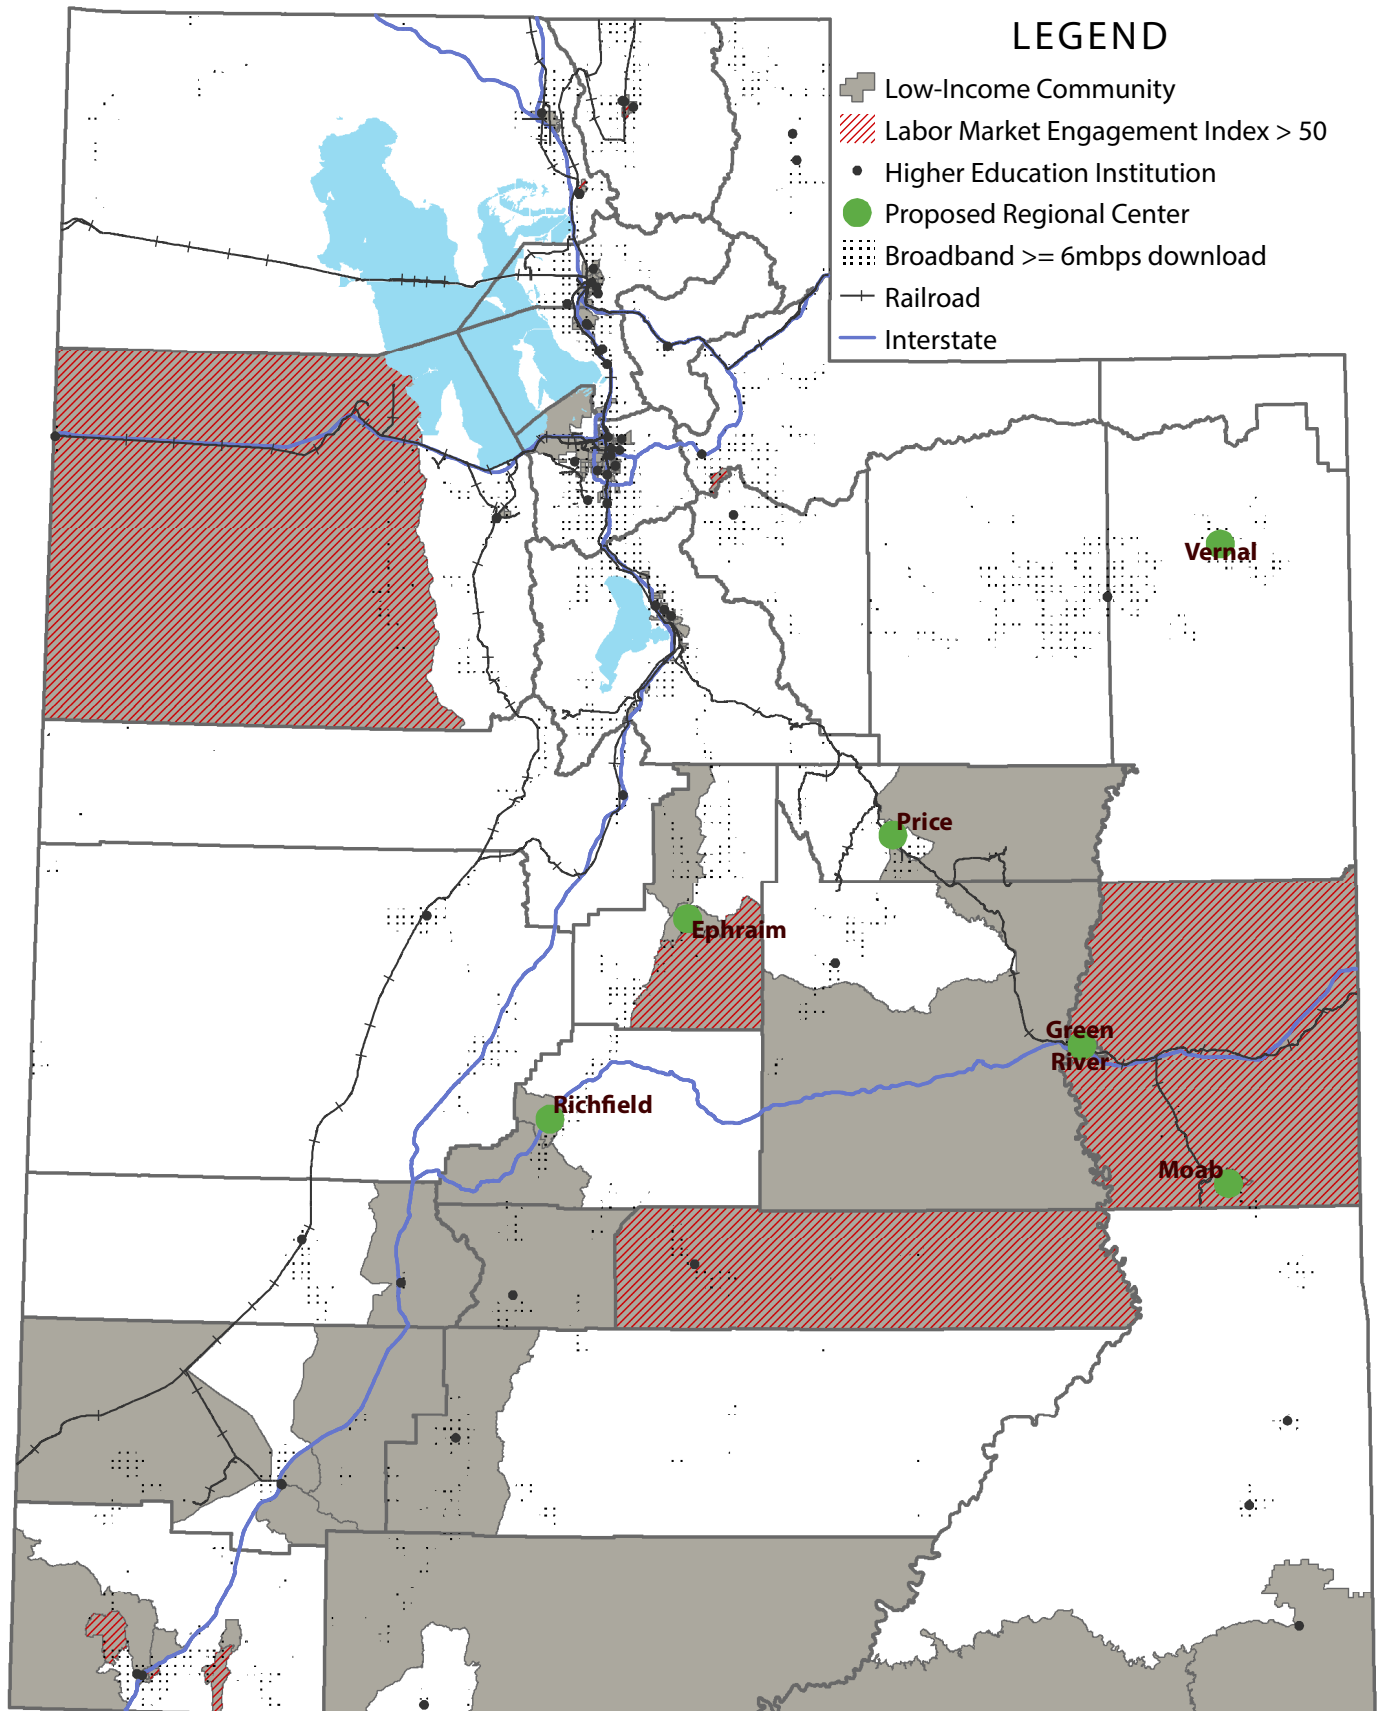 LEGEND
Low-Income Community
Labor Market Engagement Index > 50
Higher Education Institution
Proposed Regional Center
Broadband >= 6mbps download
Railroad
Interstate
Vernal
Price
Ephraim
Green
River
Richfield
Moab